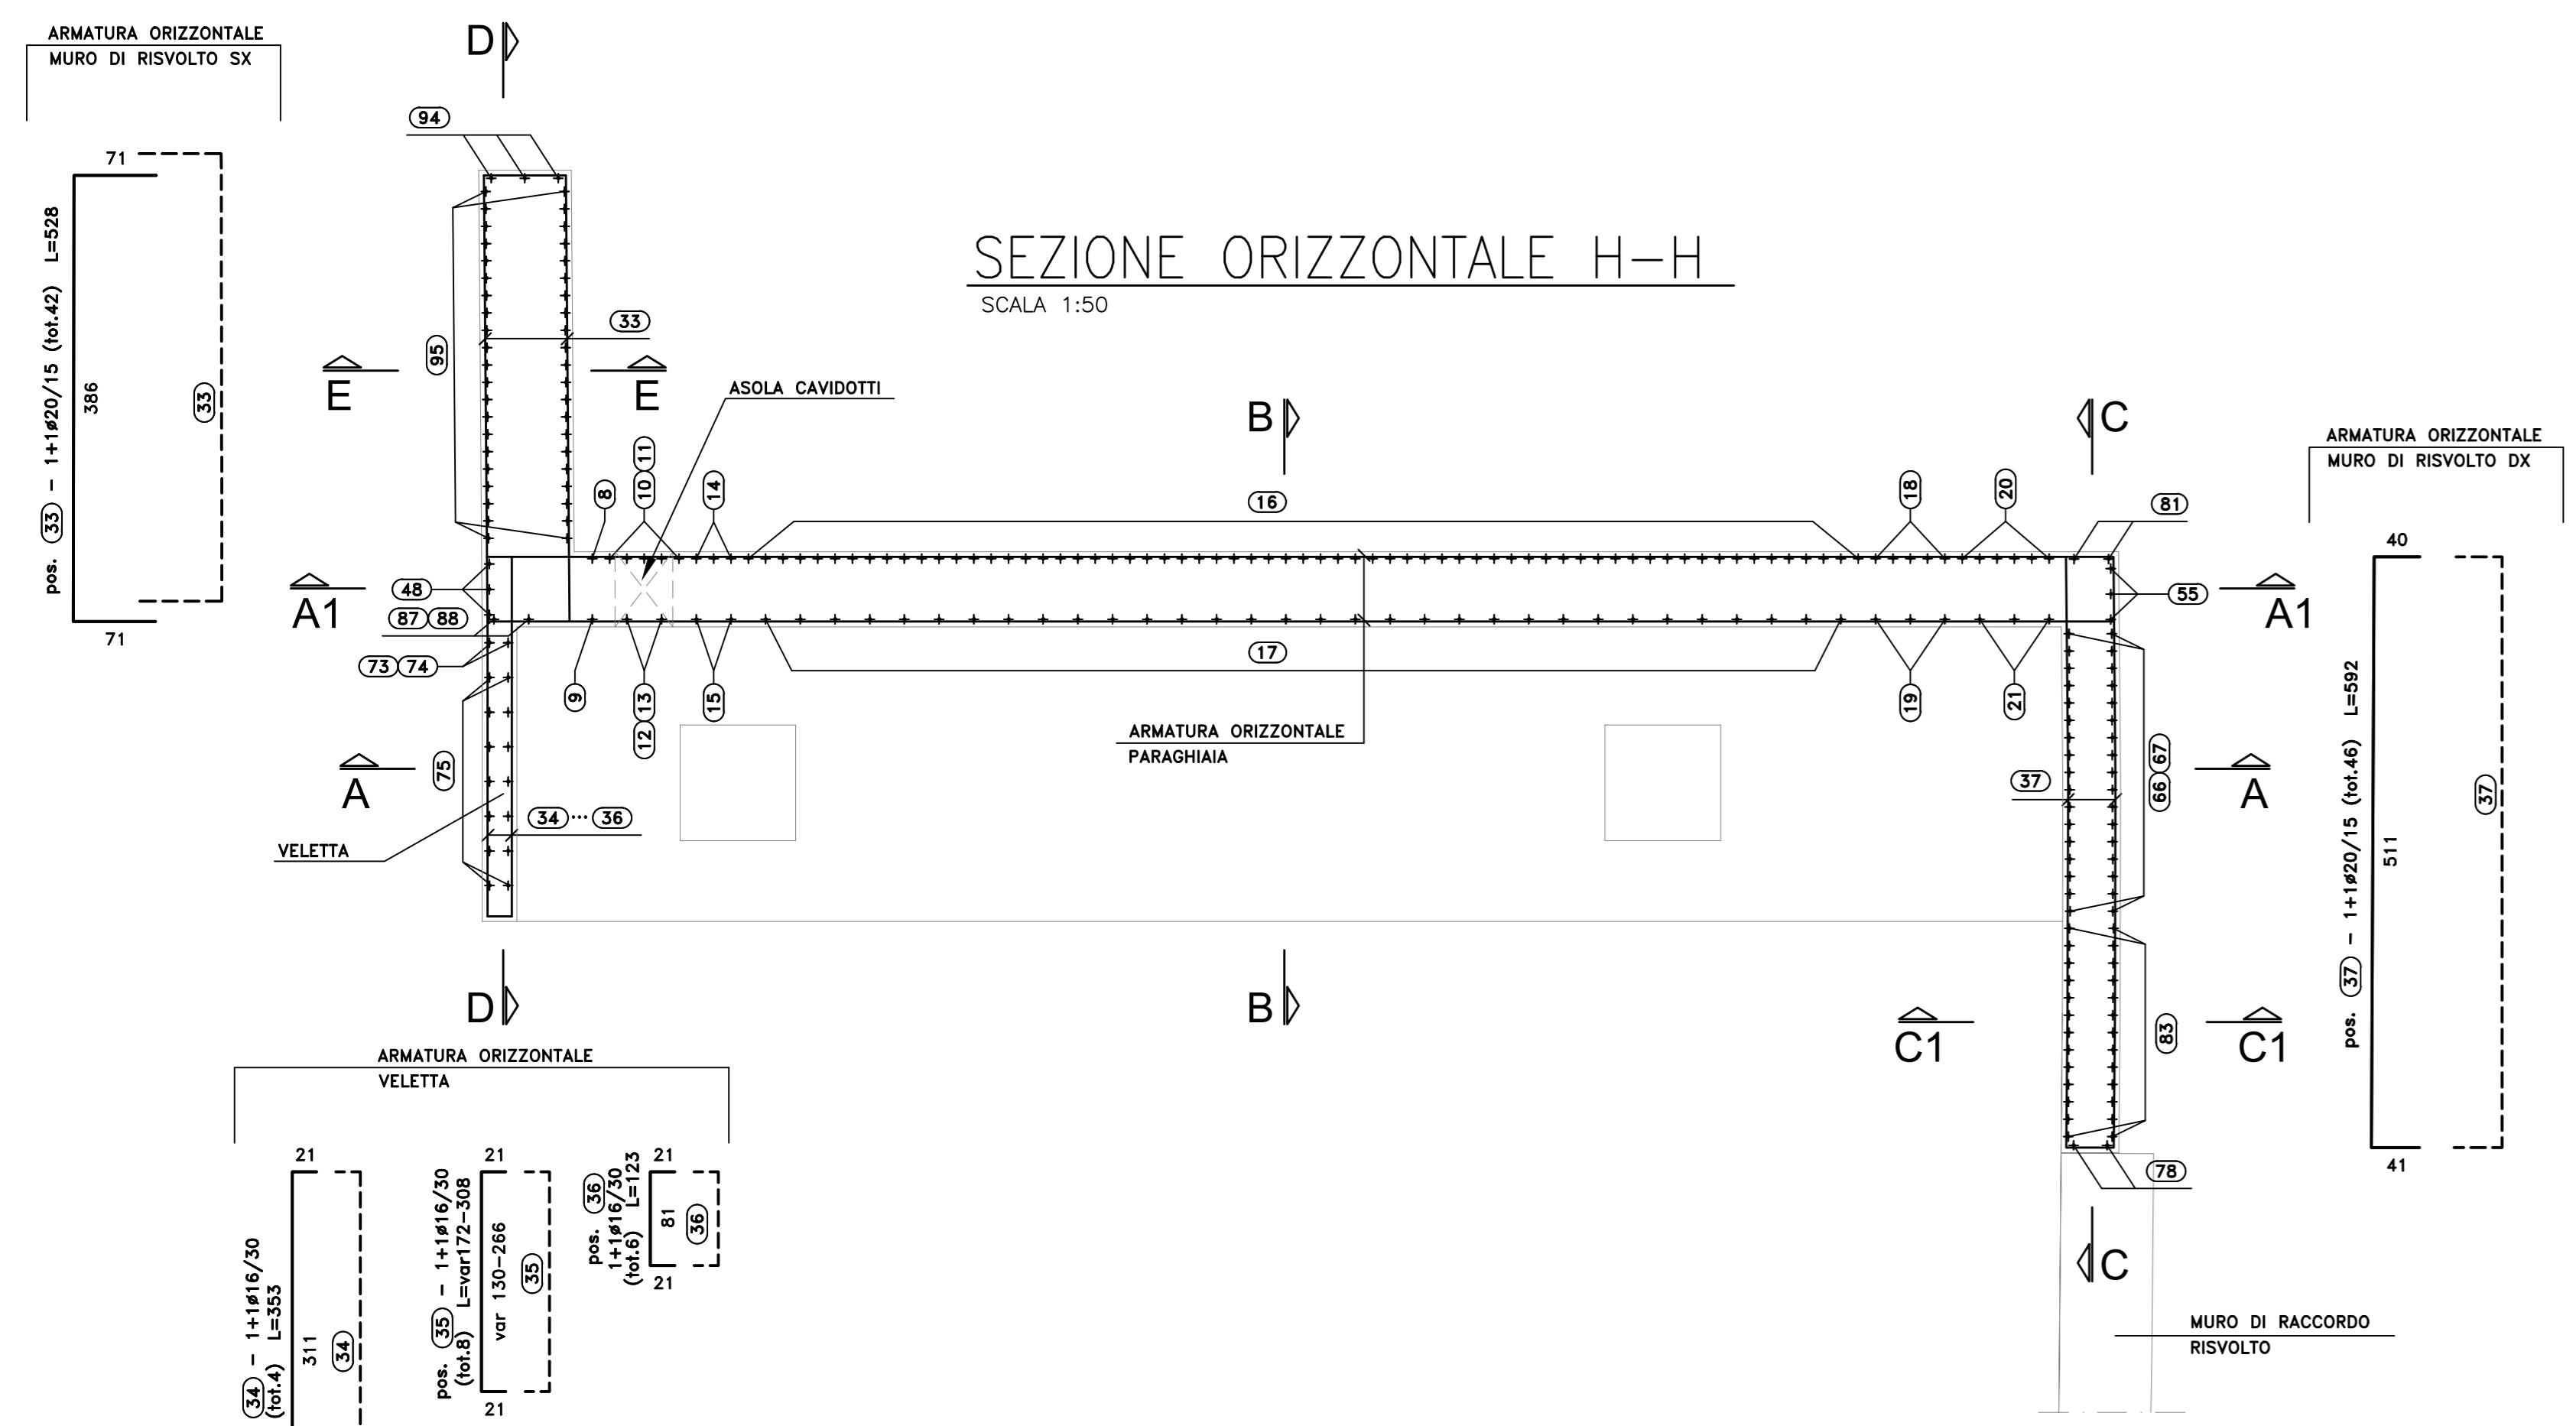 ARMATURA ORIZZONTALE
MURO DI RISVOLTO SX
71
pos. 33 - 1+1ø20/15 (tot.42) L=528
386
33
71
D
94
95
33
E
E
SEZIONE ORIZZONTALE H-H
SCALA 1:50
ASOLA CAVIDOTTI
B
C
8
10 11
14
16
18
20
81
A1
48
87 88
73 74
55
A1
9
12 13
15
17
19
21
ARMATURA ORIZZONTALE
PARAGHIAIA
A
75
34 ... 36
VELETTA
37
66 67
A
D
B
C1
83
C1
78
C
MURO DI RACCORDO
RISVOLTO
ARMATURA ORIZZONTALE
MURO DI RISVOLTO DX
40
pos. 37 - 1+1ø20/15 (tot.46) L=592
511
37
41
ARMATURA ORIZZONTALE
VELETTA
21
34 - 1+1ø16/30
(tot.4) L=353
311
34
21
pos. 35 - 1+1ø16/30
(tot.8) L=var172-308
var 130-266
35
21
pos. 36
1+1ø16/30
(tot.6) L=123
21
81
36
21